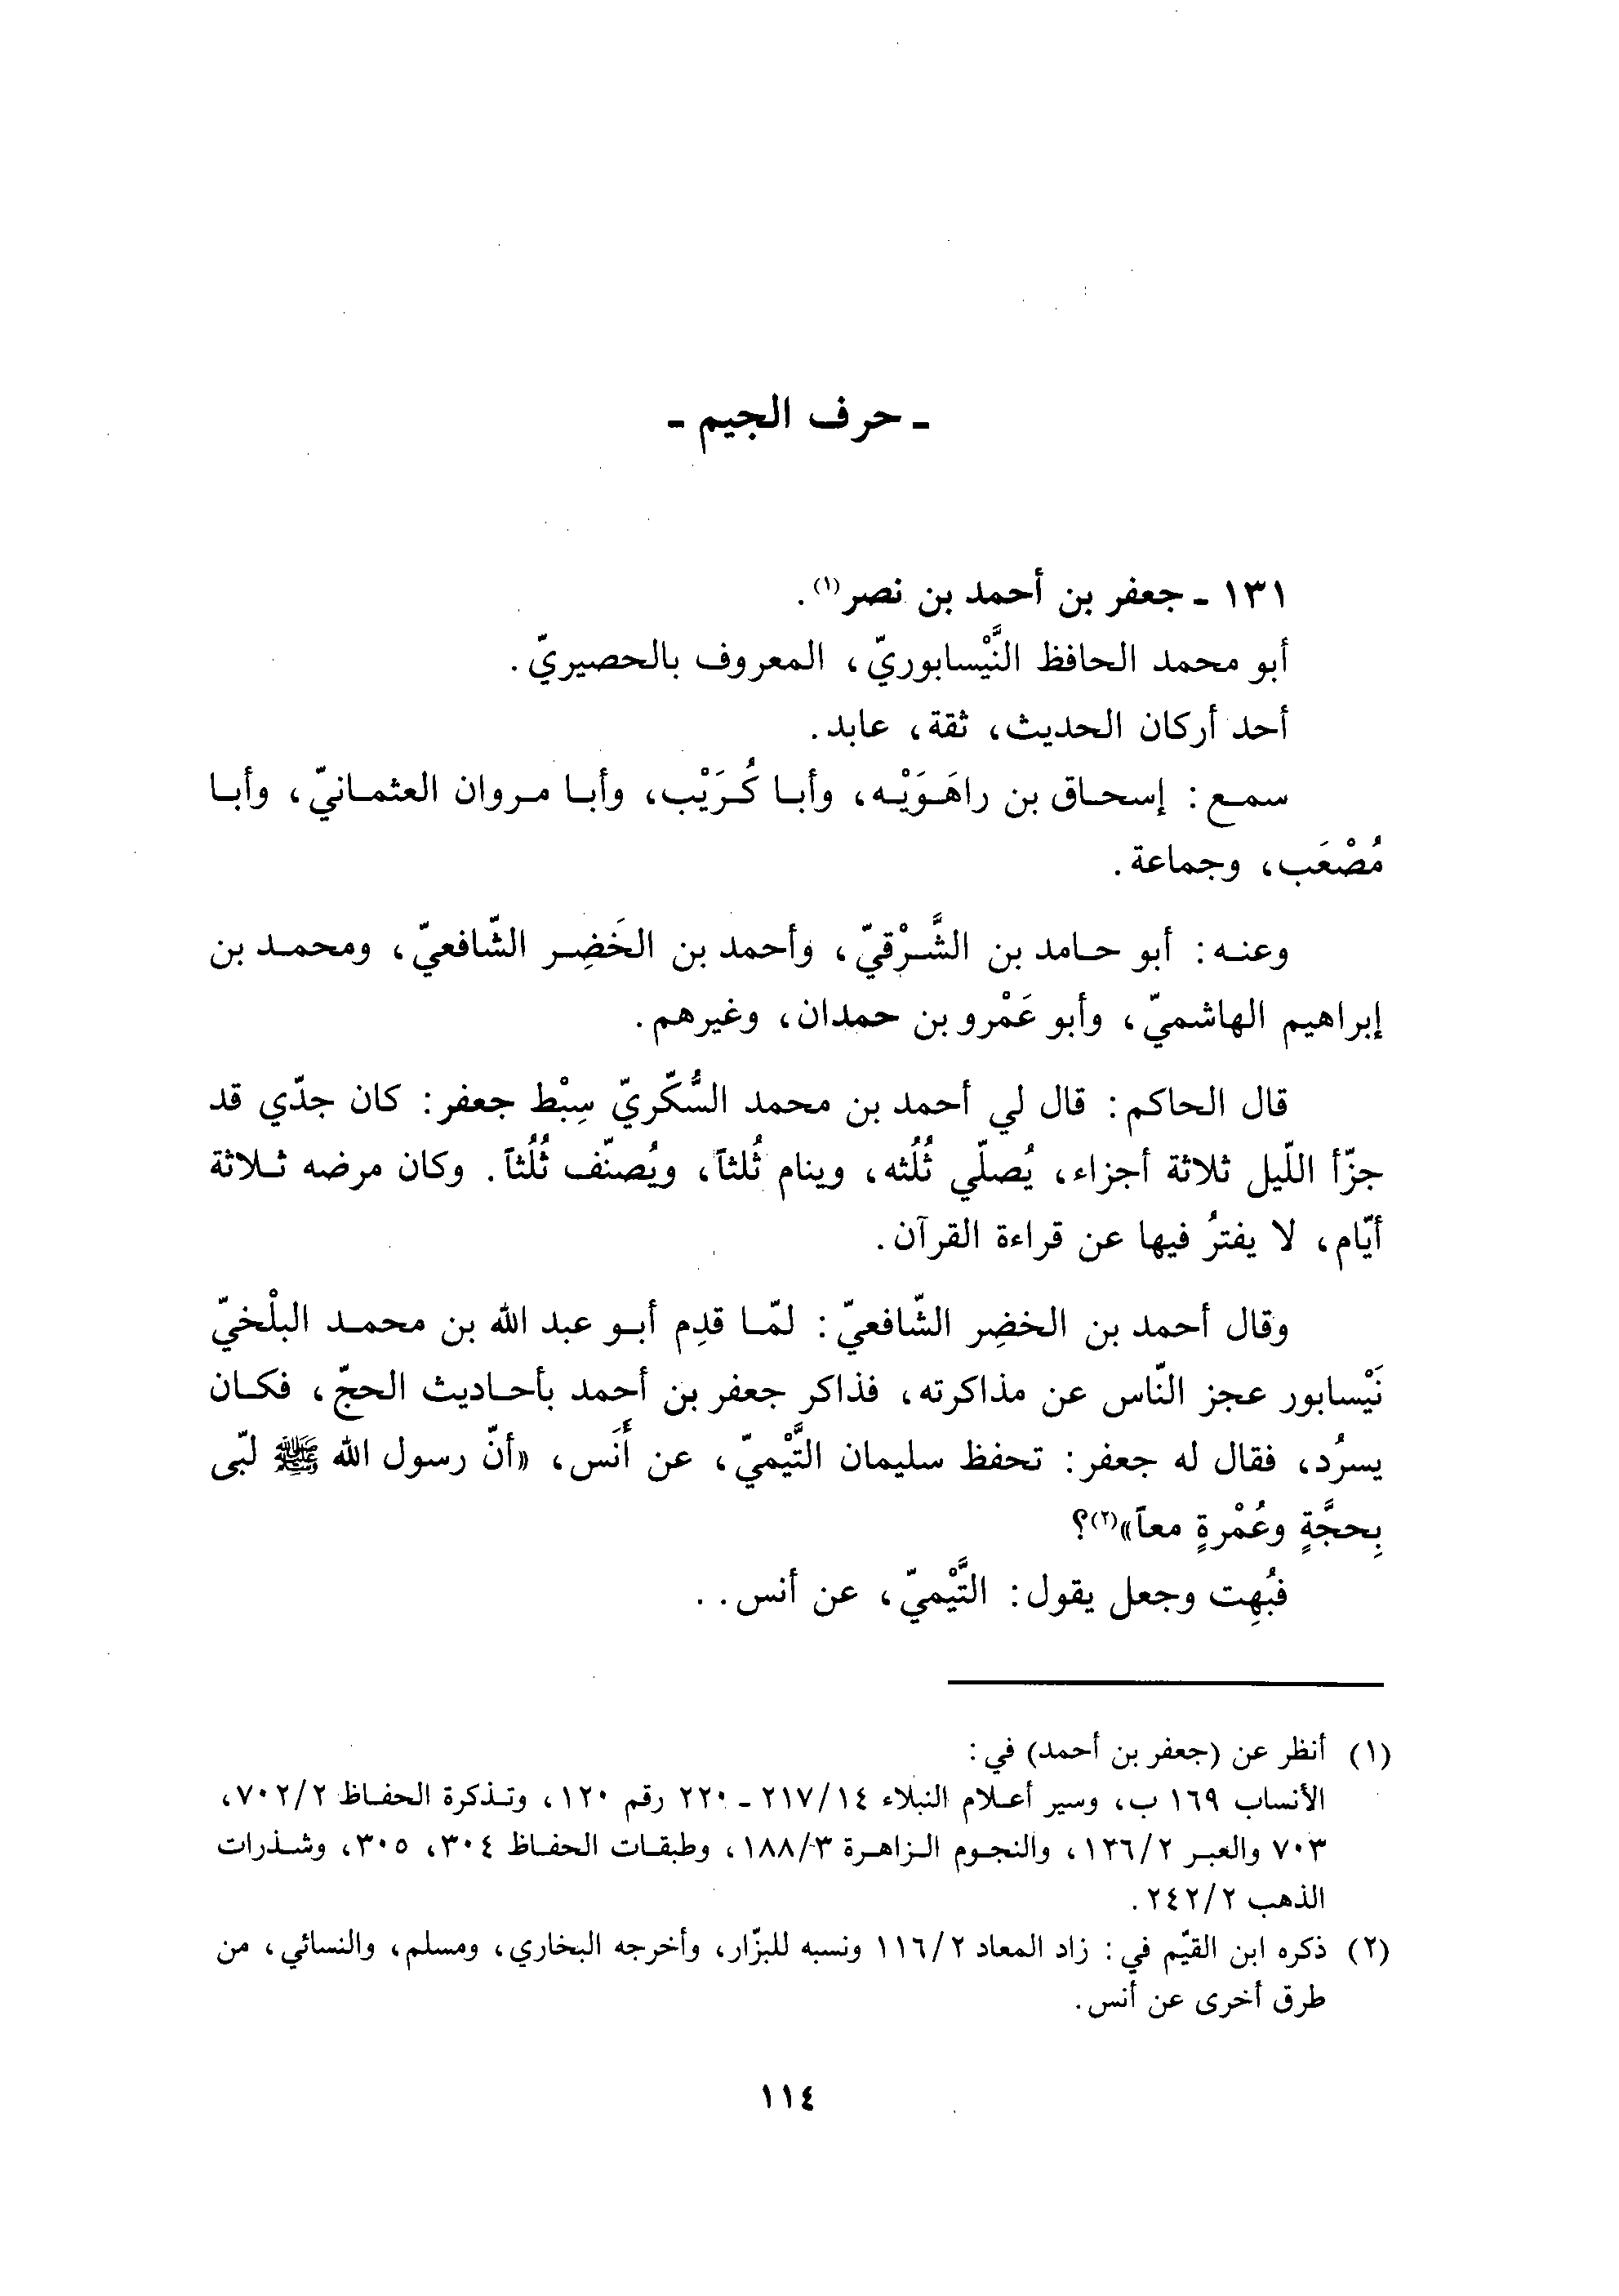 ـ حرف الجيم ـ
١٣١ ـ جعفر بن أحمد بن نصر(١).
أبو محمد الحافظ النَّيْسابوريّ، المعروف بالحصيريّ.
أحد أركان الحديث، ثقة، عابد.
سمع: إسحاق بن راهَوَيْه، وأبا كُرَيْب، وأبا مروان العثمانيّ، وأبا
مُصْعَب، وجماعة.
وعنه: أبو حامد بن الشَّرْقيّ، وأحمد بن الخَضِر الشّافعيّ، ومحمد بن
إبراهيم الهاشميّ، وأبو عَمْرو بن حمدان، وغيرهم.
قال الحاكم: قال لي أحمد بن محمد السُّكّريّ سِبْط جعفر: كان جدّي قد
جزّأ اللّيل ثلاثة أجزاء، يُصلّي ثُلُثه، وينام ثُلثاً، ويُصنّف ثُلُثاً. وكان مرضه ثلاثة
أيّام، لا يفترُ فيها عن قراءة القرآن.
وقال أحمد بن الخضِر الشّافعيّ: لمّا قدِم أبو عبد الله بن محمد البلْخيّ
نَيْسابور عجز النّاس عن مذاكرته، فذاكر جعفر بن أحمد بأحاديث الحجّ، فكان
يسرُد، فقال له جعفر: تحفظ سليمان التَّيْميّ، عن أَنَس، «أنّ رسول الله ﷺ لبّى
بِحجَّةٍ وعُمْرةٍ معاً»(٢)؟
فبُهِت وجعل يقول: التَّيْميّ، عن أنس..
(١) أنظر عن (جعفر بن أحمد) في:
الأنساب ١٦٩ ب، وسير أعلام النبلاء ٢١٧/١٤ ـ ٢٢٠ رقم ١٢٠، وتذكرة الحفاظ ٧٠٢/٢،
٧٠٣ والعبر ١٢٦/٢، والنجوم الزاهرة ١٨٨/٣، وطبقات الحفاظ ٣٠٤، ٣٠٥، وشذرات
الذهب ٢٤٢/٢.
(٢) ذكره ابن القيّم في: زاد المعاد ١١٦/٢ ونسبه للبزّار، وأخرجه البخاري، ومسلم، والنسائي، من
طرق أخرى عن أنس.
١١٤